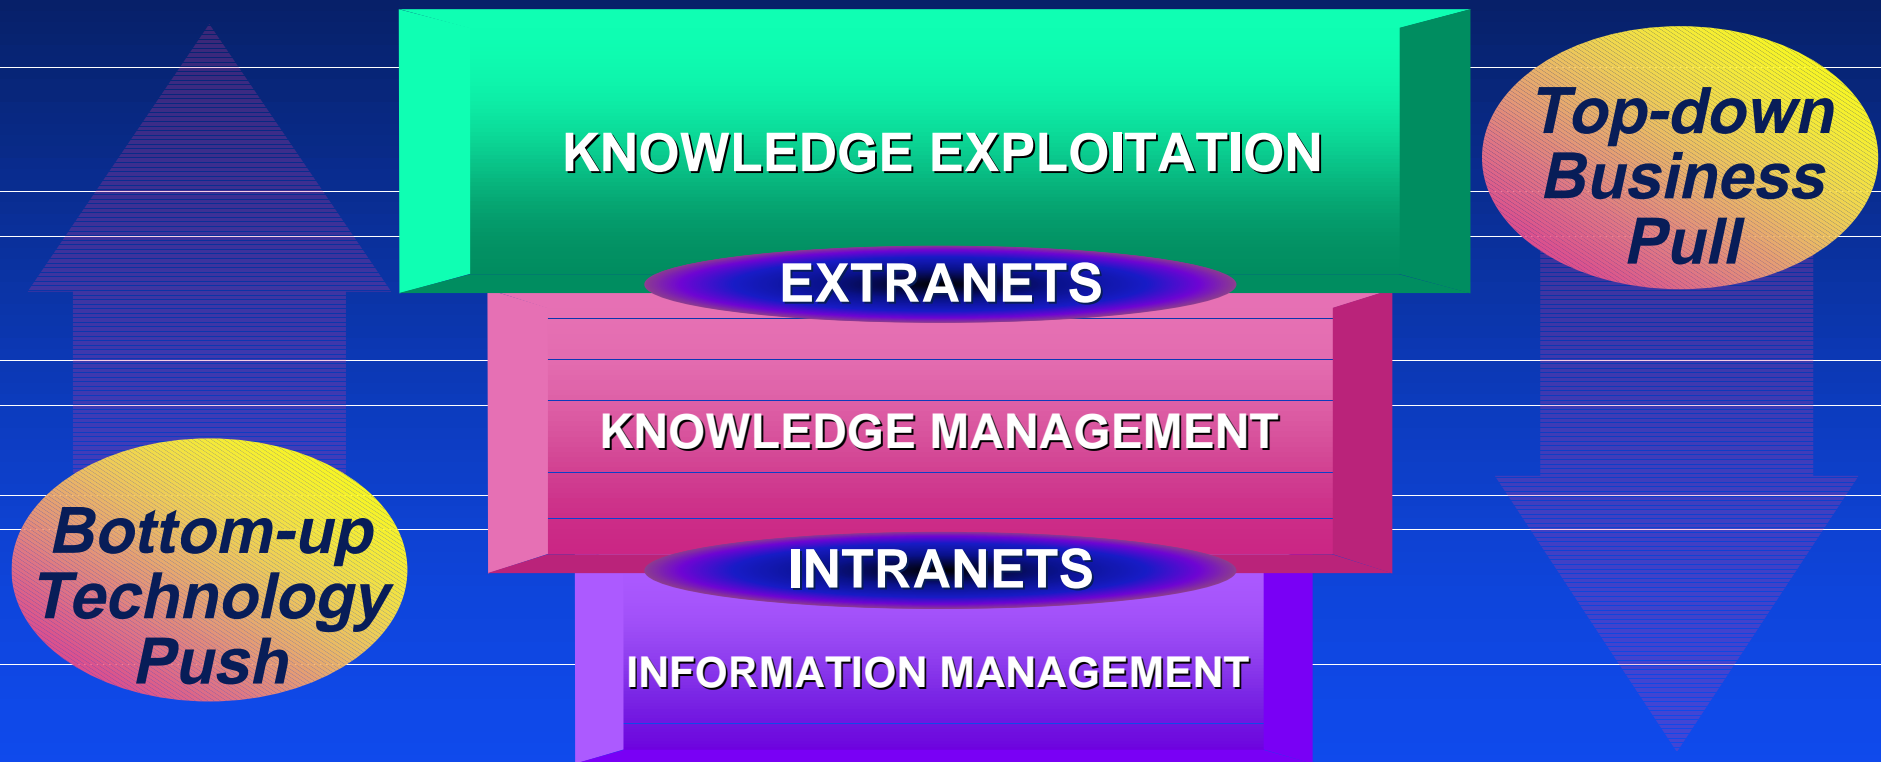 KNOWLEDGE EXPLOITATION
Top-down
Business
Pull
EXTRANETS
KNOWLEDGE MANAGEMENT
Bottom-up
Technology
Push
INTRANETS
INFORMATION MANAGEMENT